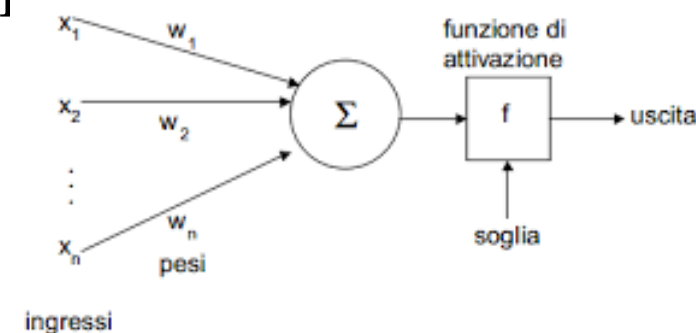 ]
x1
w1
funzione di
attivazione
x2
w2
Σ
f
uscita
⋮
xn
wn
pesi
soglia
ingressi